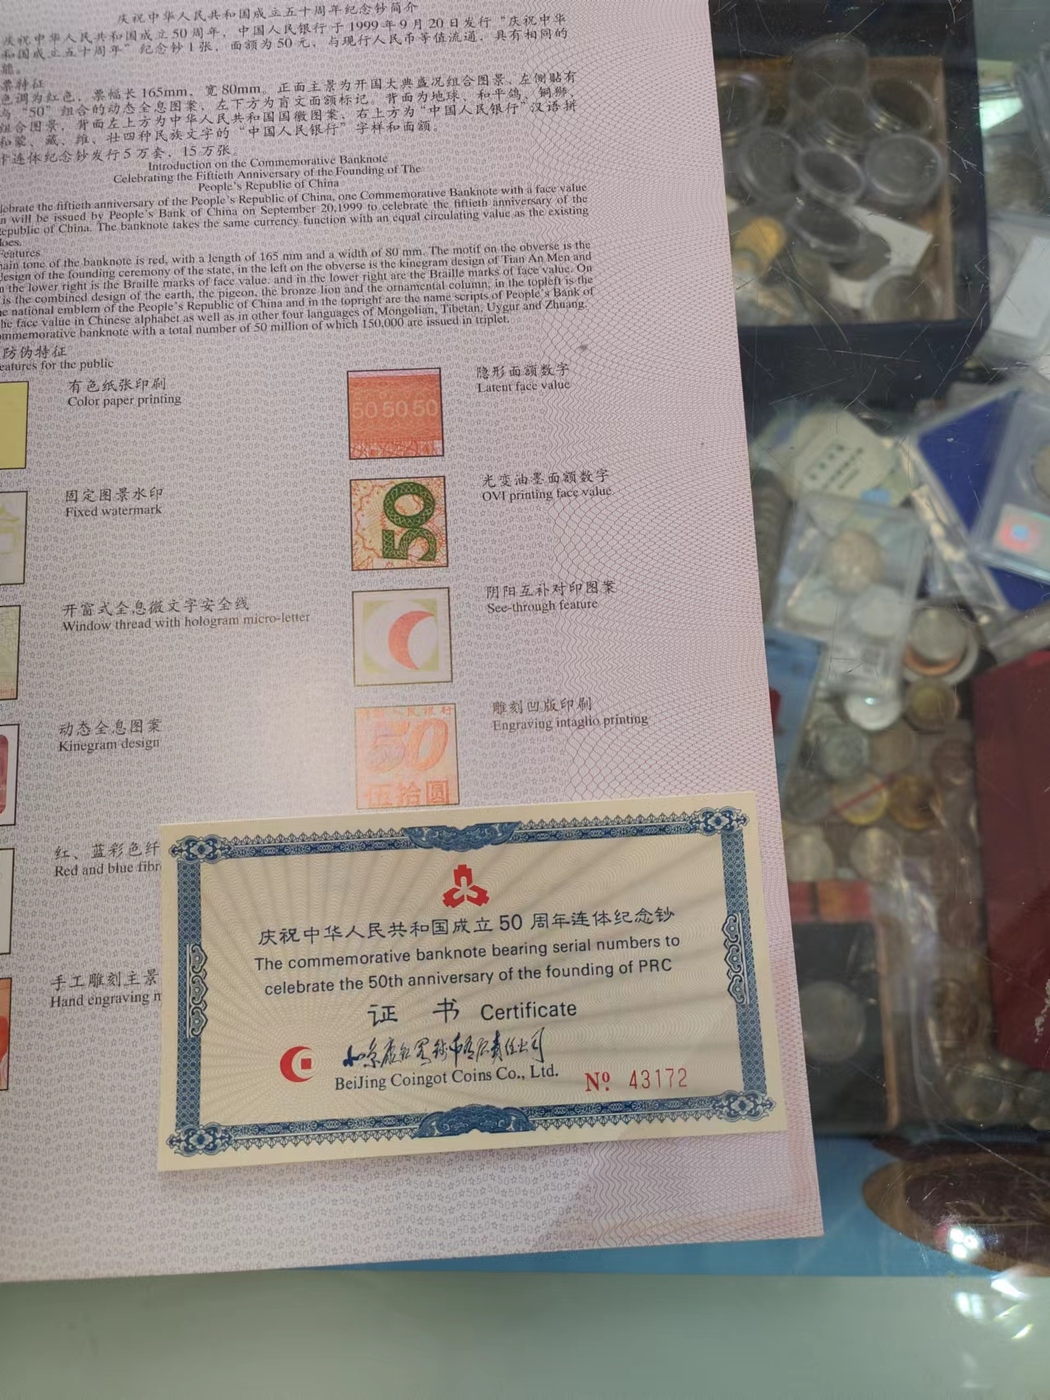 庆祝中华人民共和国成立五十周年纪念钞简介
庆祝中华人民共和国成立50周年，中国人民银行于1999年9月20日发行“庆祝中华
和国成立五十周年”纪念钞1张，面额为50元，与现行人民币等值流通，具有相同的
能。
票特征
色调为红色，票幅长165mm，宽80mm。正面主景为开国大典盛况组合图景，左侧贴有
与“50”组合的动态全息图案，左下方为盲文面额标记。背面为地球、和平鸽、铜狮、
组合图景，背面左上方为中华人民共和国国徽图案，右上方为“中国人民银行”汉语拼
和蒙、藏、维、壮四种民族文字的“中国人民银行”字样和面额。
卡连体纪念钞发行5万套，15万张。
Introduction on the Commemorative Banknote
Celebrating the Fiftieth Anniversary of the Founding of The
People's Republic of China
lebrate the fiftieth anniversary of the People's Republic of China, one Commemorative Banknote with a face value
n will be issued by People's Bank of China on September 20,1999 to celebrate the fiftieth anniversary of the
epublic of China. The banknote takes the same currency function with an equal circulating value as the existing
does.
Features
nain tone of the banknote is red, with a length of 165 mm and a width of 80 mm. The motif on the obverse is the
design of the founding ceremony of the state, in the left on the obverse is the kinegram design of Tian An Men and
n the lower right is the Braille marks of face value. and in the lower right are the Braille marks of face value. On
is the combined design of the earth, the pigeon, the bronze lion and the ornamental column, in the topleft is the
e national emblem of the People's Republic of China and in the topright are the name scripts of People's Bank of
the face value in Chinese alphabet as well as in other four languages of Mongolian, Tibetan, Uygur and Zhuang.
ommemorative banknote with a total number of 50 million of which 150,000 are issued in triplet.
防伪特征
eatures for the public
有色纸张印刷
Color paper printing
隐形面额数字
Latent face value
50 50 50
固定图景水印
Fixed watermark
光变油墨面额数字
OVI printing face value
50
开窗式全息微文字安全线
Window thread with hologram micro-letter
阴阳互补对印图案
See-through feature
动态全息图案
Kinegram design
雕刻凹版印刷
Engraving intaglio printing
50
伍拾圆
红、蓝彩色纤
Red and blue fibr
手工雕刻主景
Hand engraving m
庆祝中华人民共和国成立50周年连体纪念钞
The commemorative banknote bearing serial numbers to
celebrate the 50th anniversary of the founding of PRC
证 书 Certificate
BeiJing Coingot Coins Co., Ltd.
Nº 43172